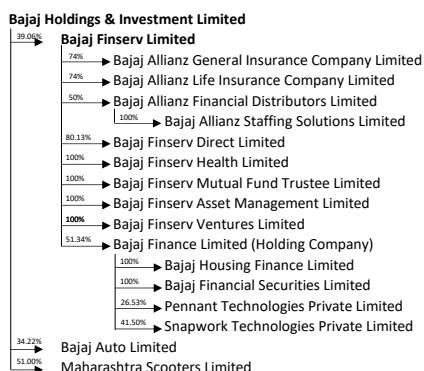 Bajaj Holdings & Investment Limited
39.06% Bajaj Finserv Limited
74% Bajaj Allianz General Insurance Company Limited
74% Bajaj Allianz Life Insurance Company Limited
50% Bajaj Allianz Financial Distributors Limited
100% Bajaj Allianz Staffing Solutions Limited
80.13% Bajaj Finserv Direct Limited
100% Bajaj Finserv Health Limited
100% Bajaj Finserv Mutual Fund Trustee Limited
100% Bajaj Finserv Asset Management Limited
100% Bajaj Finserv Ventures Limited
51.34% Bajaj Finance Limited (Holding Company)
100% Bajaj Housing Finance Limited
100% Bajaj Financial Securities Limited
26.53% Pennant Technologies Private Limited
41.50% Snapwork Technologies Private Limited
34.22% Bajaj Auto Limited
51.00% Maharashtra Scooters Limited